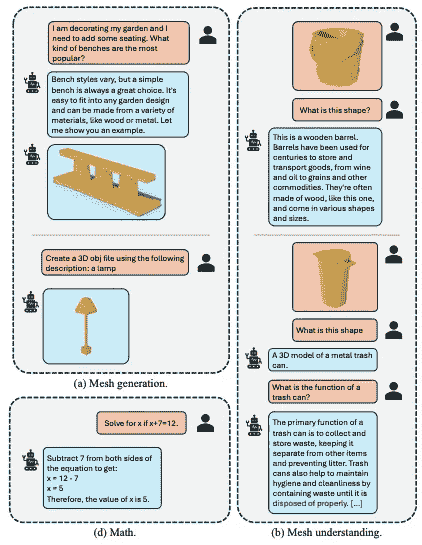 I am decorating my garden and I
need to add some seating. What
kind of benches are the most
popular?
Bench styles vary, but a simple
bench is always a great choice. It's
easy to fit into any garden design
and can be made from a variety of
materials, like wood or metal. Let
me show you an example.
Create a 3D obj file using the following
description: a lamp
(a) Mesh generation.
Solve for x if x+7=12.
Subtract 7 from both sides of
the equation to get:
x = 12 - 7
x = 5
Therefore, the value of x is 5.
(d) Math.
What is this shape?
This is a wooden barrel.
Barrels have been used for
centuries to store and
transport goods, from wine
and oil to grains and other
commodities. They're often
made of wood, like this one,
and come in various shapes
and sizes.
What is this shape
A 3D model of a metal trash
can.
What is the function of a
trash can?
The primary function of a
trash can is to collect and
store waste, keeping it
separate from other items
and preventing litter. Trash
cans also help to maintain
hygiene and cleanliness by
containing waste until it is
disposed of properly. [...]
(b) Mesh understanding.